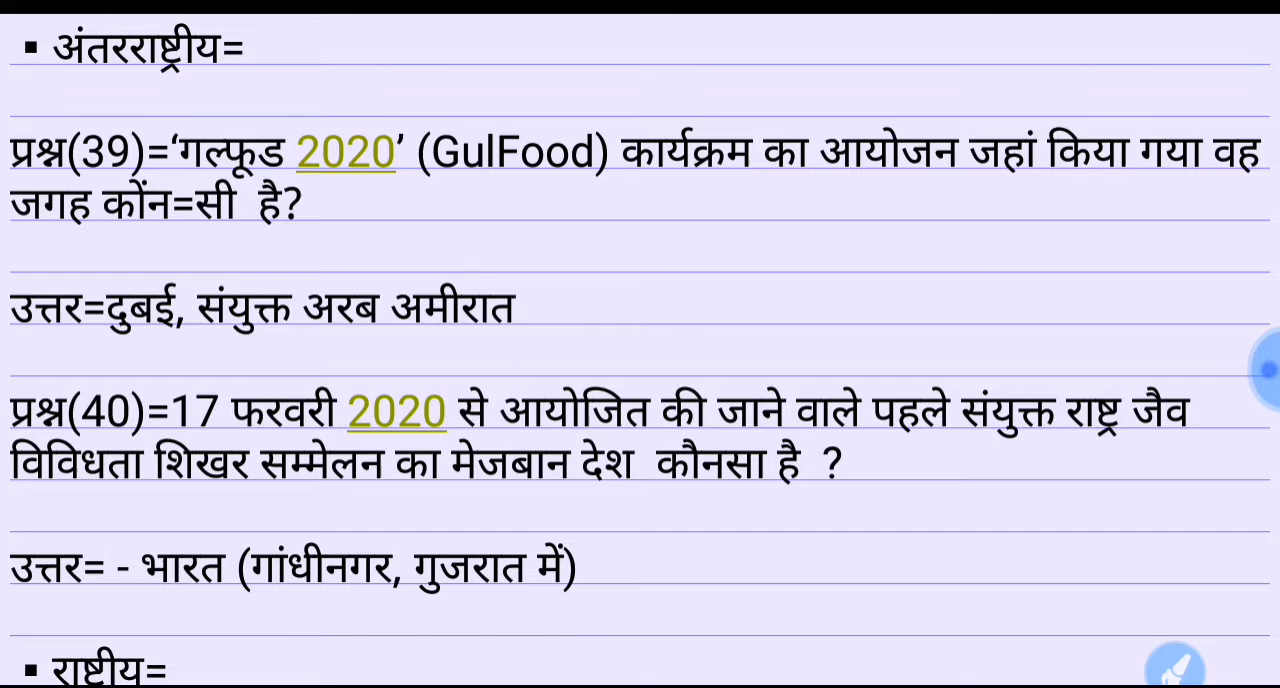 ▪ अंतरराष्ट्रीय=
प्रश्न(39)=‘गल्फूड 2020’ (GulFood) कार्यक्रम का आयोजन जहां किया गया वह
जगह कोंन=सी है?
उत्तर=दुबई, संयुक्त अरब अमीरात
प्रश्न(40)=17 फरवरी 2020 से आयोजित की जाने वाले पहले संयुक्त राष्ट्र जैव
विविधता शिखर सम्मेलन का मेजबान देश कौनसा है ?
उत्तर= - भारत (गांधीनगर, गुजरात में)
▪ राष्टीय=